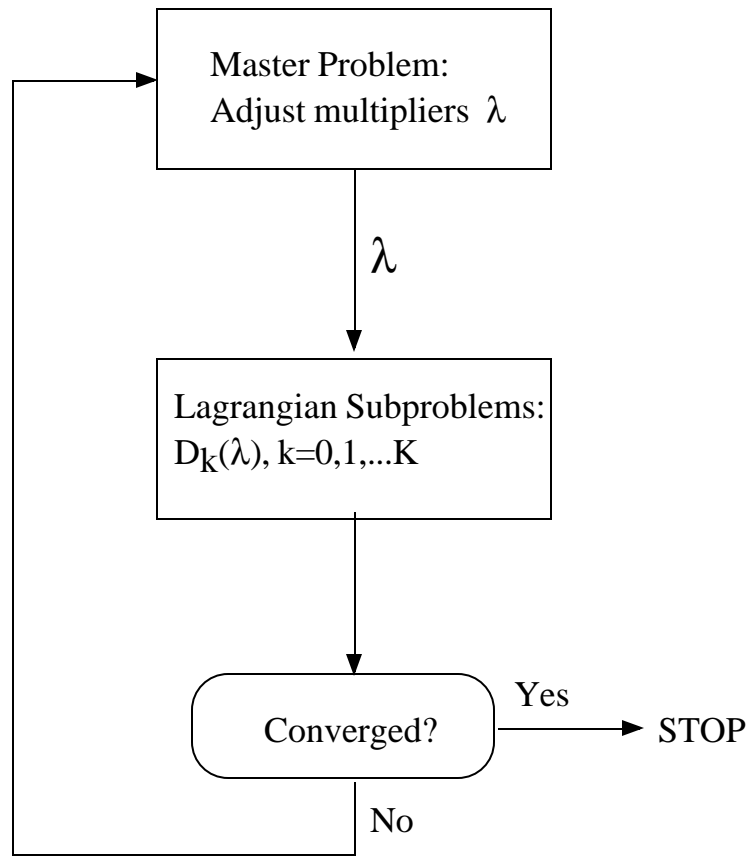 Master Problem:
Adjust multipliers λ
λ
Lagrangian Subproblems:
Dk(λ), k=0,1,...K
Converged?
Yes
STOP
No